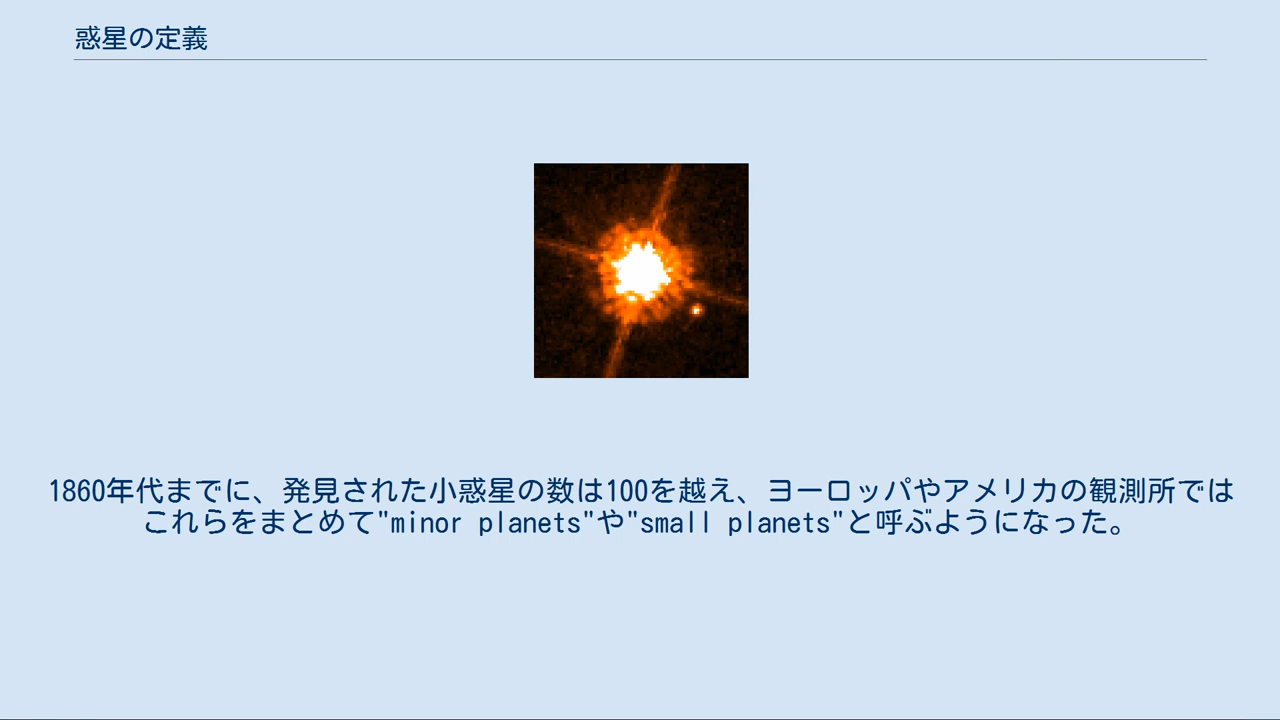 惑星の定義
1860年代までに、発見された小惑星の数は100を越え、ヨーロッパやアメリカの観測所では
これらをまとめて"minor planets"や"small planets"と呼ぶようになった。